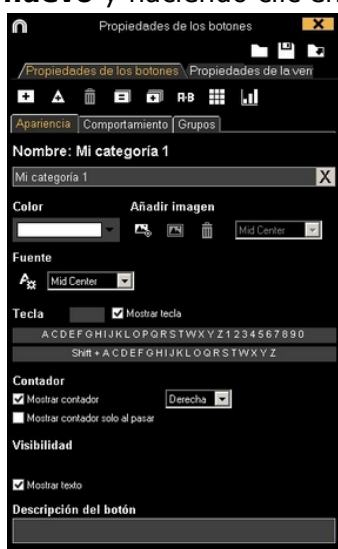 nuevo y haciendo clic en
Propiedades de los botones X
Propiedades de los botones Propiedades de la ven
A-B
Apariencia Comportamiento Grupos
Nombre: Mi categoría 1
Mi categoría 1 X
Color Añadir imagen
Mid Center
Fuente
Mid Center
Tecla Mostrar tecla
A C D E F G H I J K L O P Q R S T W X Y Z 1 2 3 4 5 6 7 8 9 0
Shift + A C D E F G H I J K L O Q R S T W X Y Z
Contador
Mostrar contador Derecha
Mostrar contador solo al pasar
Visibilidad
Mostrar texto
Descripción del botón